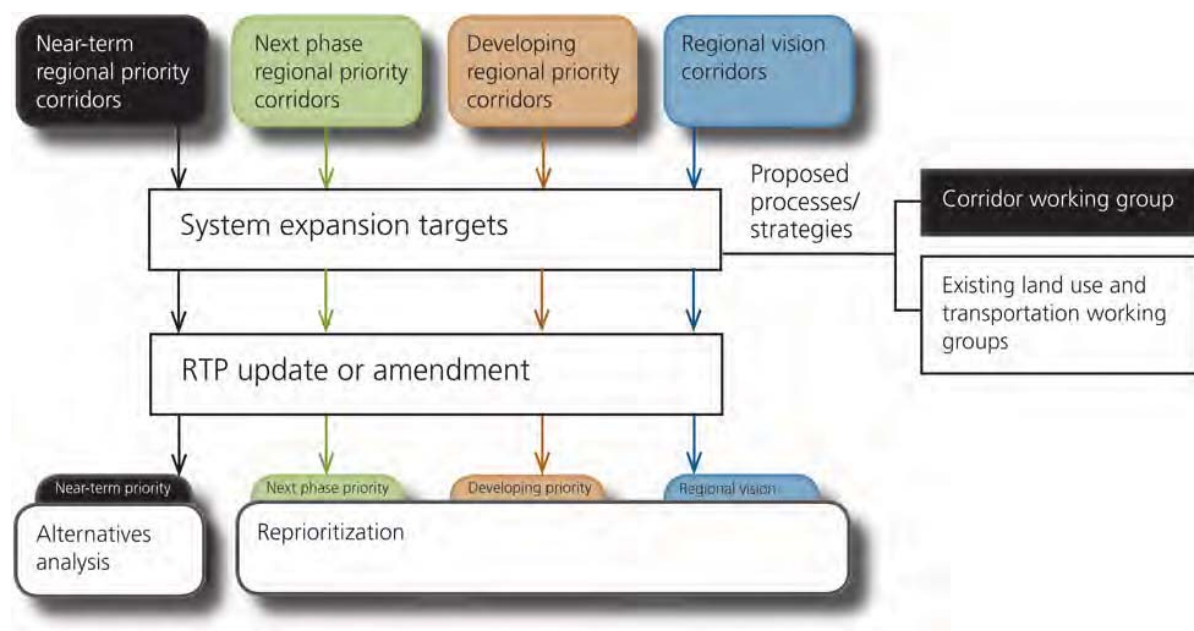 Near-term
regional priority
corridors
Next phase
regional priority
corridors
Developing
regional priority
corridors
Regional vision
corridors
System expansion targets
Proposed
processes/
strategies
Corridor working group
Existing land use and
transportation working
groups
RTP update or amendment
Near-term priority
Next phase priority
Developing priority
Regional vision
Alternatives
analysis
Reprioritization